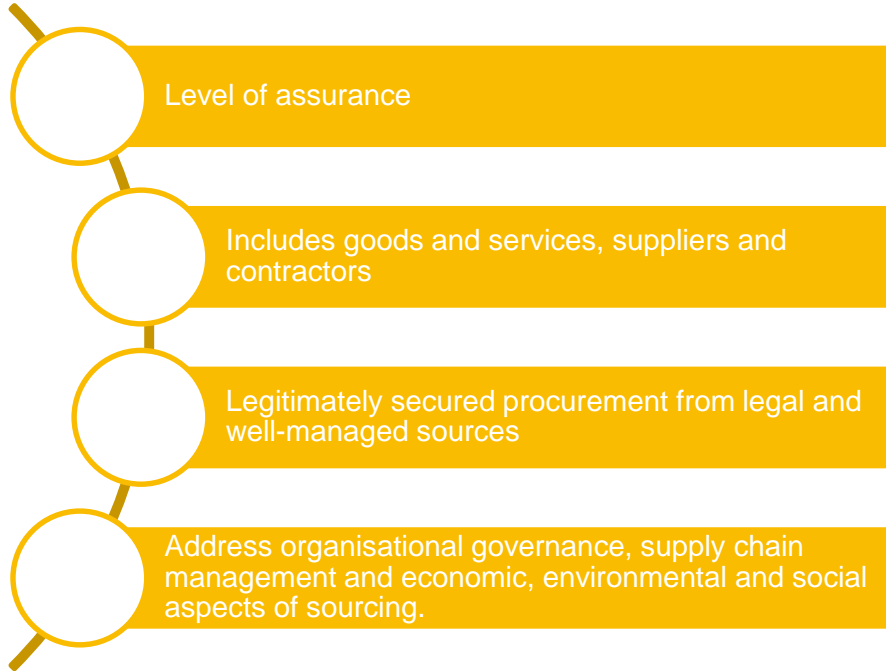 Level of assurance
Includes goods and services, suppliers and
contractors
Legitimately secured procurement from legal and
well-managed sources
Address organisational governance, supply chain
management and economic, environmental and social
aspects of sourcing.